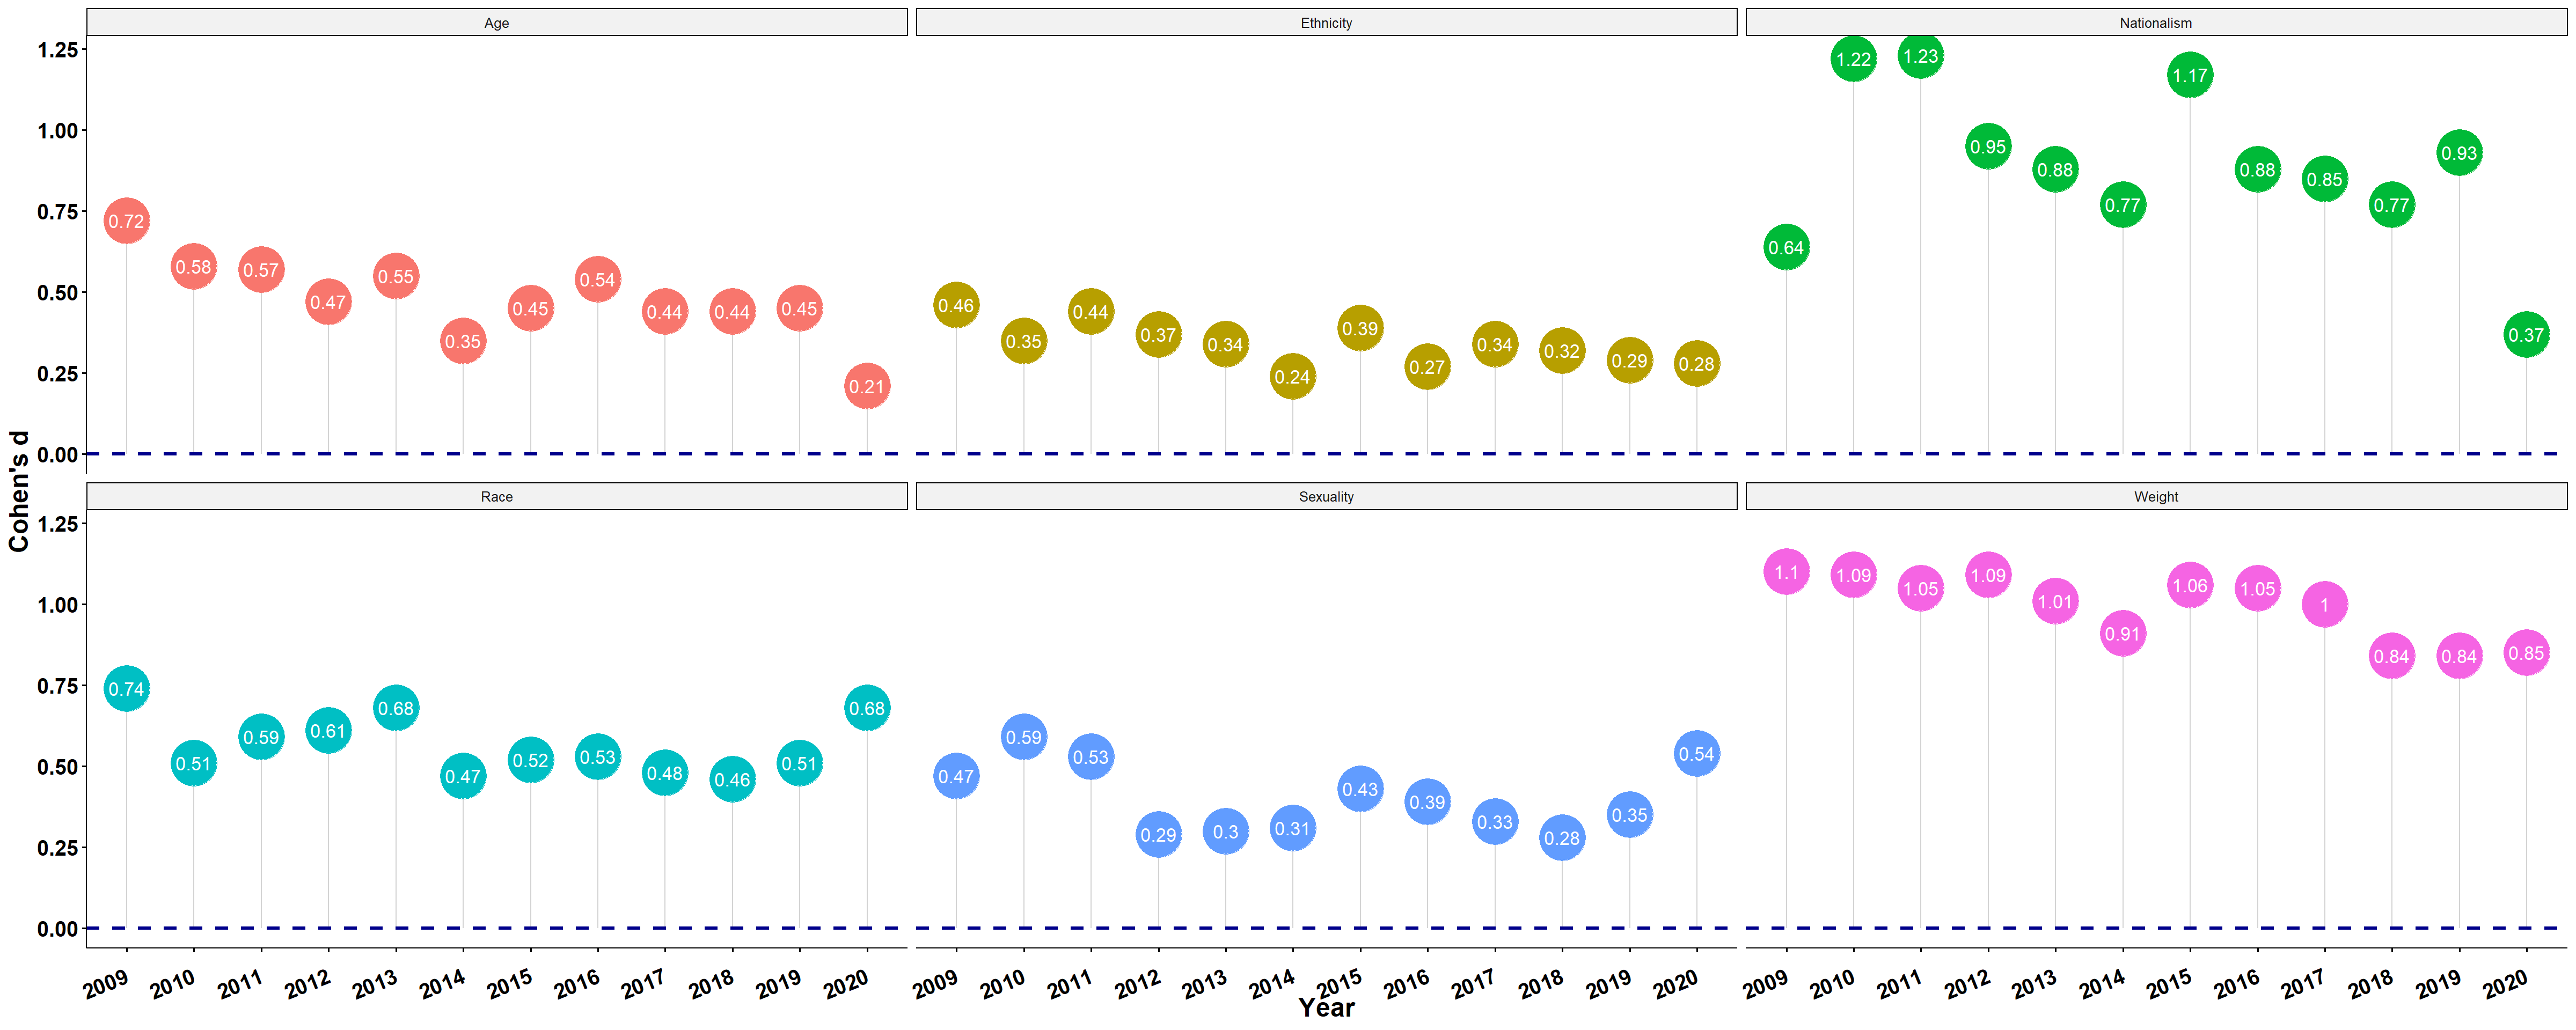 Age Ethnicity Nationalism
1.25
1.00
0.75
0.50
0.25
0.00
0.72 0.58 0.57 0.47 0.55 0.35 0.45 0.54 0.44 0.44 0.45 0.21
0.46 0.35 0.44 0.37 0.34 0.24 0.39 0.27 0.34 0.32 0.29 0.28
0.64 1.22 1.23 0.95 0.88 0.77 1.17 0.88 0.85 0.77 0.93 0.37
Cohen's d
Race Sexuality Weight
1.25
1.00
0.75
0.50
0.25
0.00
0.74 0.51 0.59 0.61 0.68 0.47 0.52 0.53 0.48 0.46 0.51 0.68
0.47 0.59 0.53 0.29 0.3 0.31 0.43 0.39 0.33 0.28 0.35 0.54
1.1 1.09 1.05 1.09 1.01 0.91 1.06 1.05 1 0.84 0.84 0.85
2009 2010 2011 2012 2013 2014 2015 2016 2017 2018 2019 2020
2009 2010 2011 2012 2013 2014 2015 2016 2017 2018 2019 2020
2009 2010 2011 2012 2013 2014 2015 2016 2017 2018 2019 2020
Year